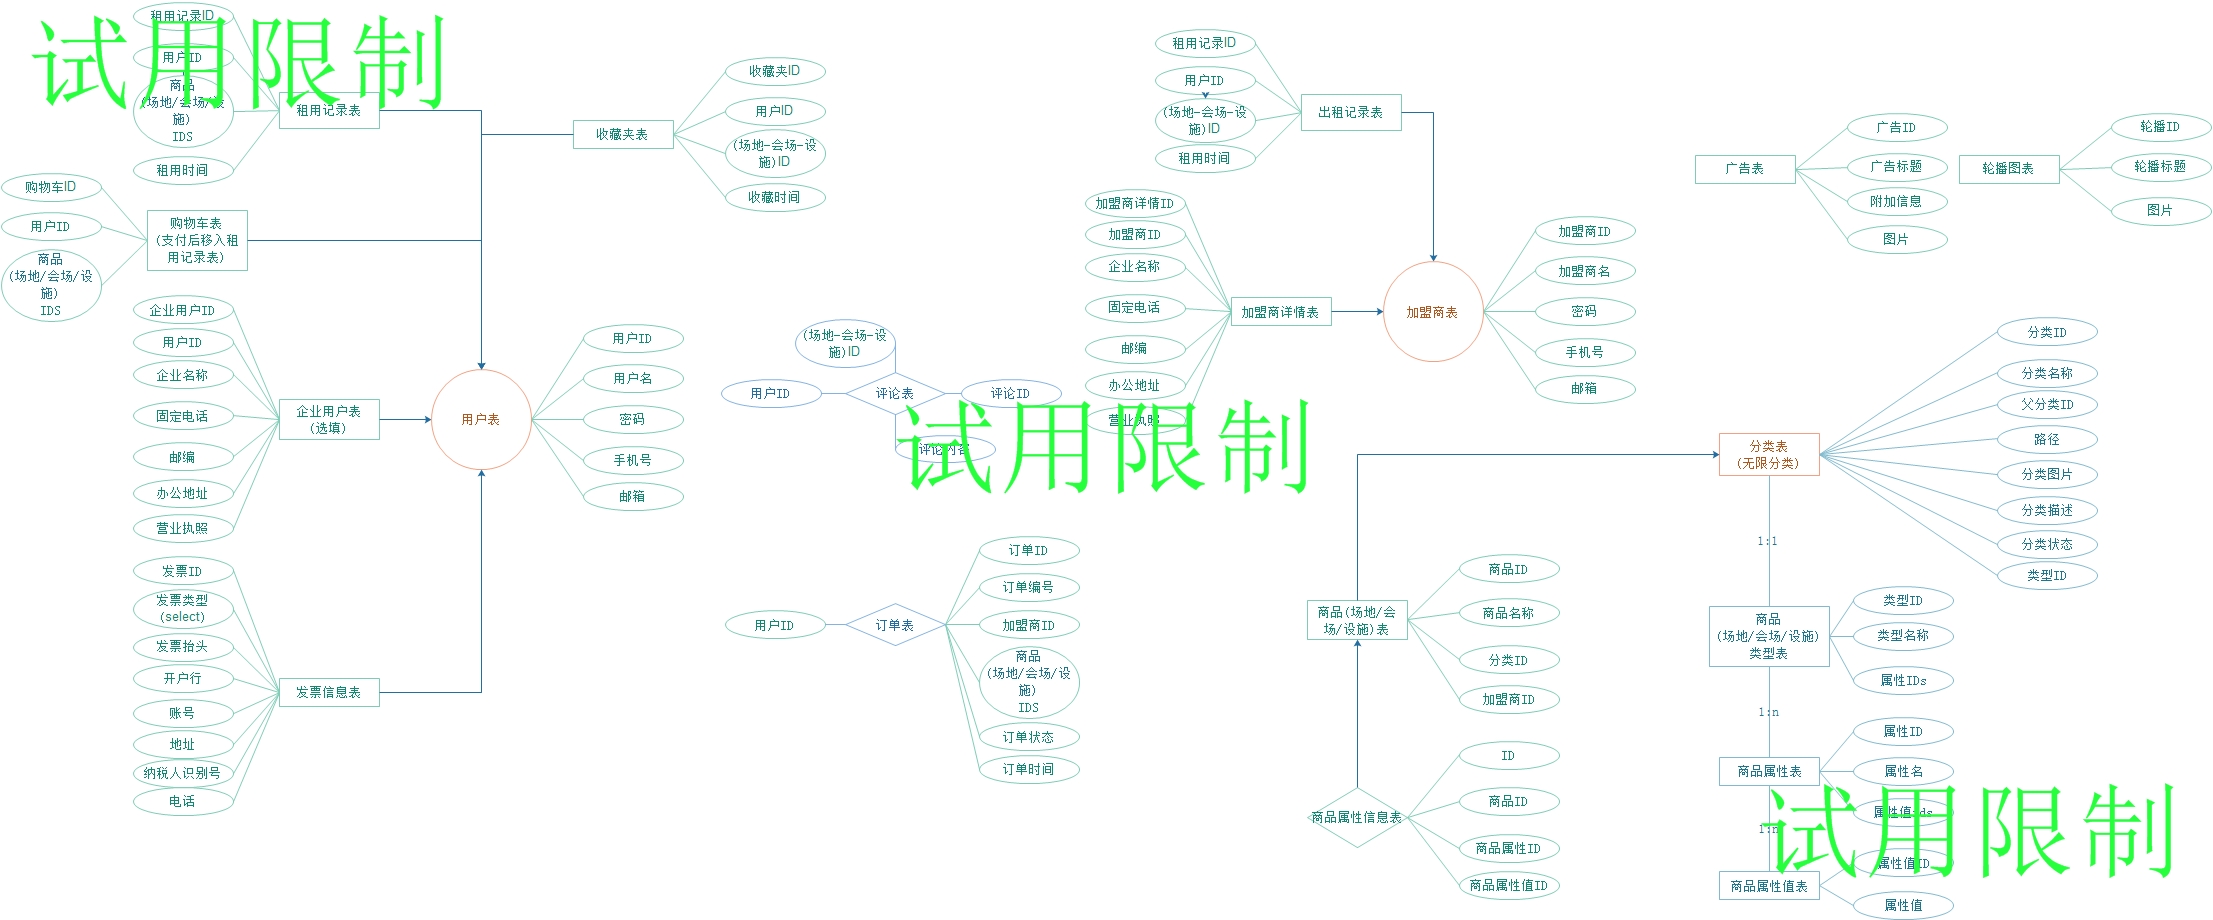 租用记录ID
用户ID
商品
(场地/会场/设
施)
IDS
租用时间
租用记录表
试用限制
购物车ID
用户ID
商品
(场地/会场/设
施)
IDS
购物车表
(支付后移入租
用记录表)
收藏夹表
收藏夹ID
用户ID
(场地-会场-设
施)ID
收藏时间
企业用户ID
用户ID
企业名称
固定电话
邮编
办公地址
营业执照
企业用户表
(选填)
用户表
用户ID
用户名
密码
手机号
邮箱
发票ID
发票类型
(select)
发票抬头
开户行
账号
地址
纳税人识别号
电话
发票信息表
(场地-会场-设
施)ID
用户ID
评论表
评论ID
评论内容
试用限制
用户ID
订单表
订单ID
订单编号
加盟商ID
商品
(场地/会场/设
施)
IDS
订单状态
订单时间
租用记录ID
用户ID
(场地-会场-设
施)ID
租用时间
出租记录表
加盟商详情ID
加盟商ID
企业名称
固定电话
邮编
办公地址
营业执照
加盟商详情表
加盟商表
加盟商ID
加盟商名
密码
手机号
邮箱
广告表
广告ID
广告标题
附加信息
图片
轮播图表
轮播ID
轮播标题
图片
分类表
(无限分类)
分类ID
分类名称
父分类ID
路径
分类图片
分类描述
分类状态
类型ID
1:1
商品
(场地/会场/设施)
类型表
类型ID
类型名称
属性IDs
1:n
商品属性表
属性ID
属性名
属性值ids
1:n
商品属性值表
属性值ID
属性值
试用限制
商品(场地/会
场/设施)表
商品ID
商品名称
分类ID
加盟商ID
商品属性信息表
ID
商品ID
商品属性ID
商品属性值ID